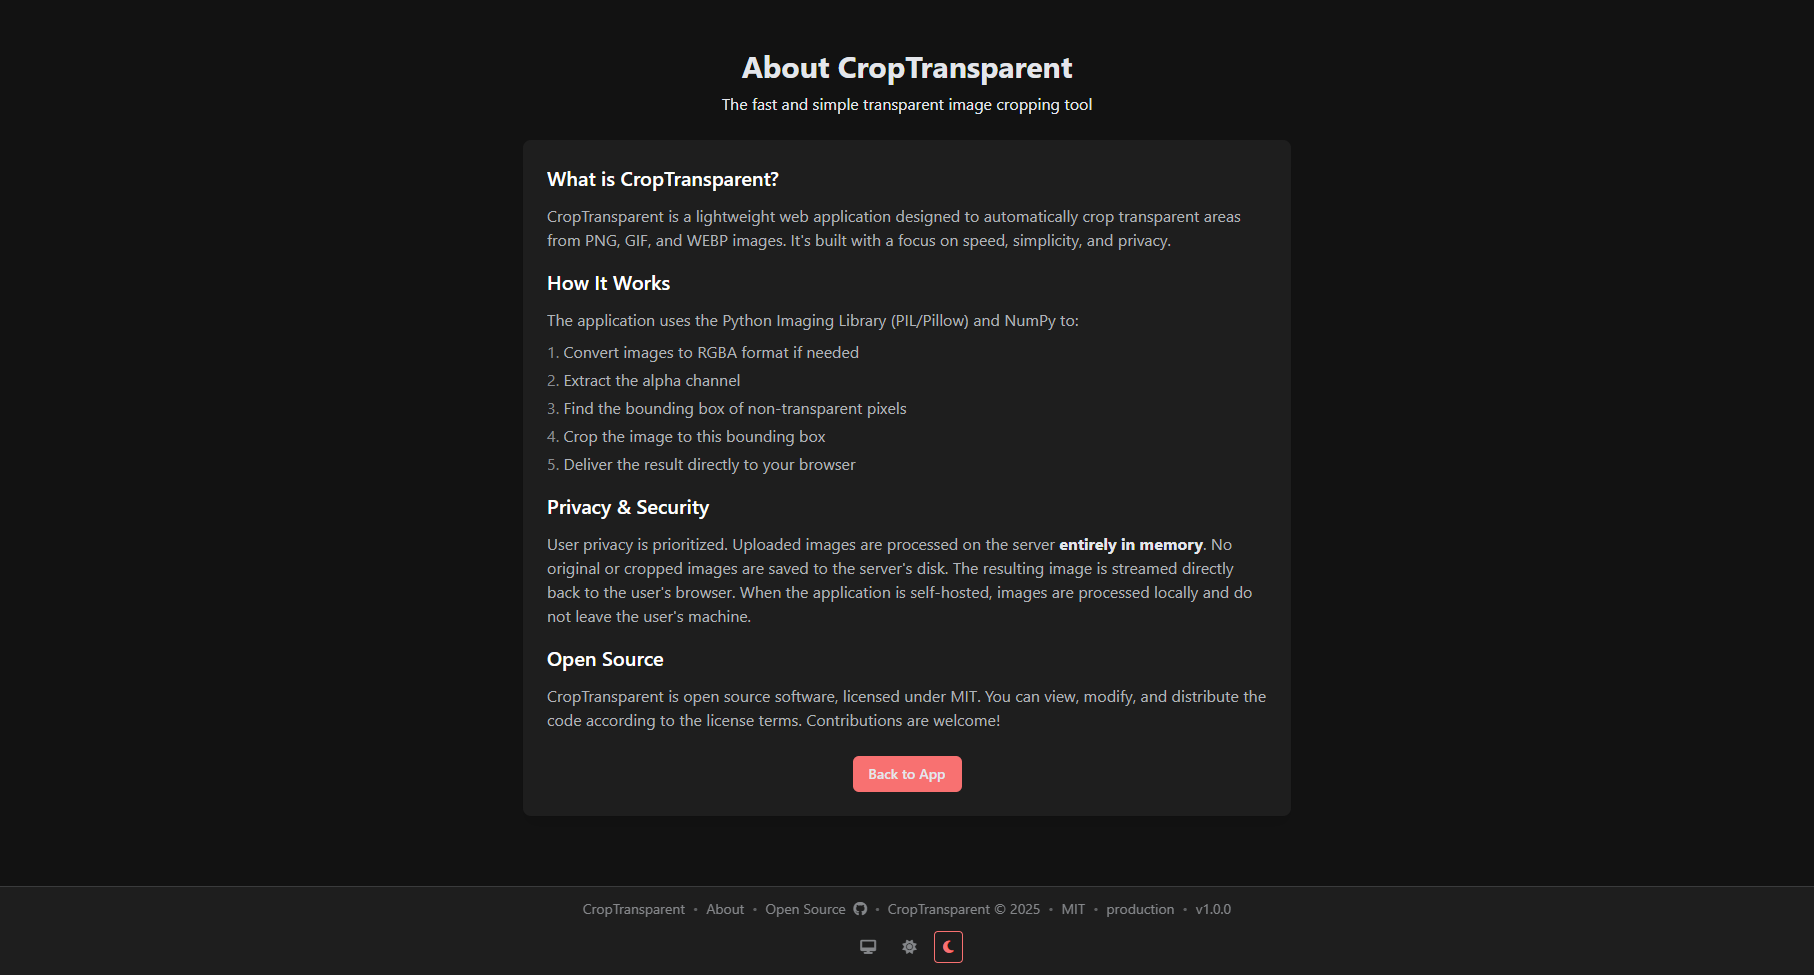 About CropTransparent
The fast and simple transparent image cropping tool
What is CropTransparent?
CropTransparent is a lightweight web application designed to automatically crop transparent areas
from PNG, GIF, and WEBP images. It's built with a focus on speed, simplicity, and privacy.
How It Works
The application uses the Python Imaging Library (PIL/Pillow) and NumPy to:
1. Convert images to RGBA format if needed
2. Extract the alpha channel
3. Find the bounding box of non-transparent pixels
4. Crop the image to this bounding box
5. Deliver the result directly to your browser
Privacy & Security
User privacy is prioritized. Uploaded images are processed on the server entirely in memory. No
original or cropped images are saved to the server's disk. The resulting image is streamed directly
back to the user's browser. When the application is self-hosted, images are processed locally and do
not leave the user's machine.
Open Source
CropTransparent is open source software, licensed under MIT. You can view, modify, and distribute the
code according to the license terms. Contributions are welcome!
Back to App
CropTransparent • About • Open Source • CropTransparent © 2025 • MIT • production • v1.0.0